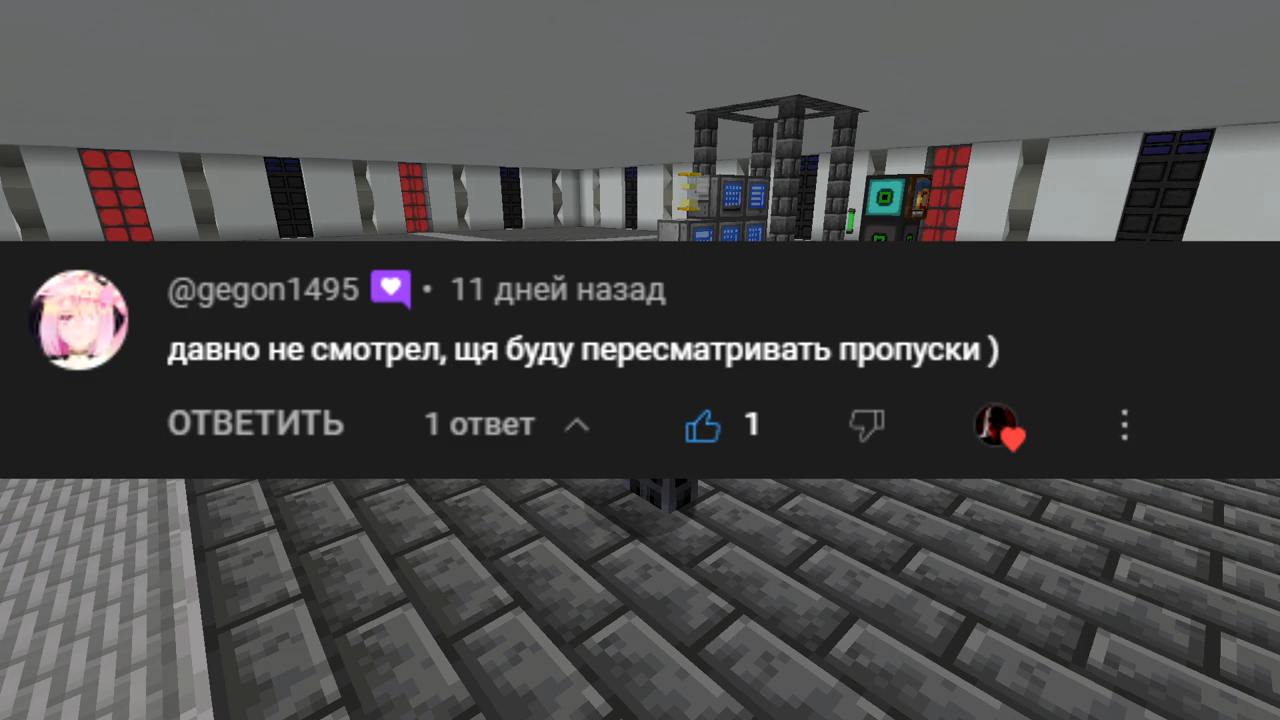 @gegon1495 • 11 дней назад
давно не смотрел, щя буду пересматривать пропуски )
ОТВЕТИТЬ 1 ответ 1